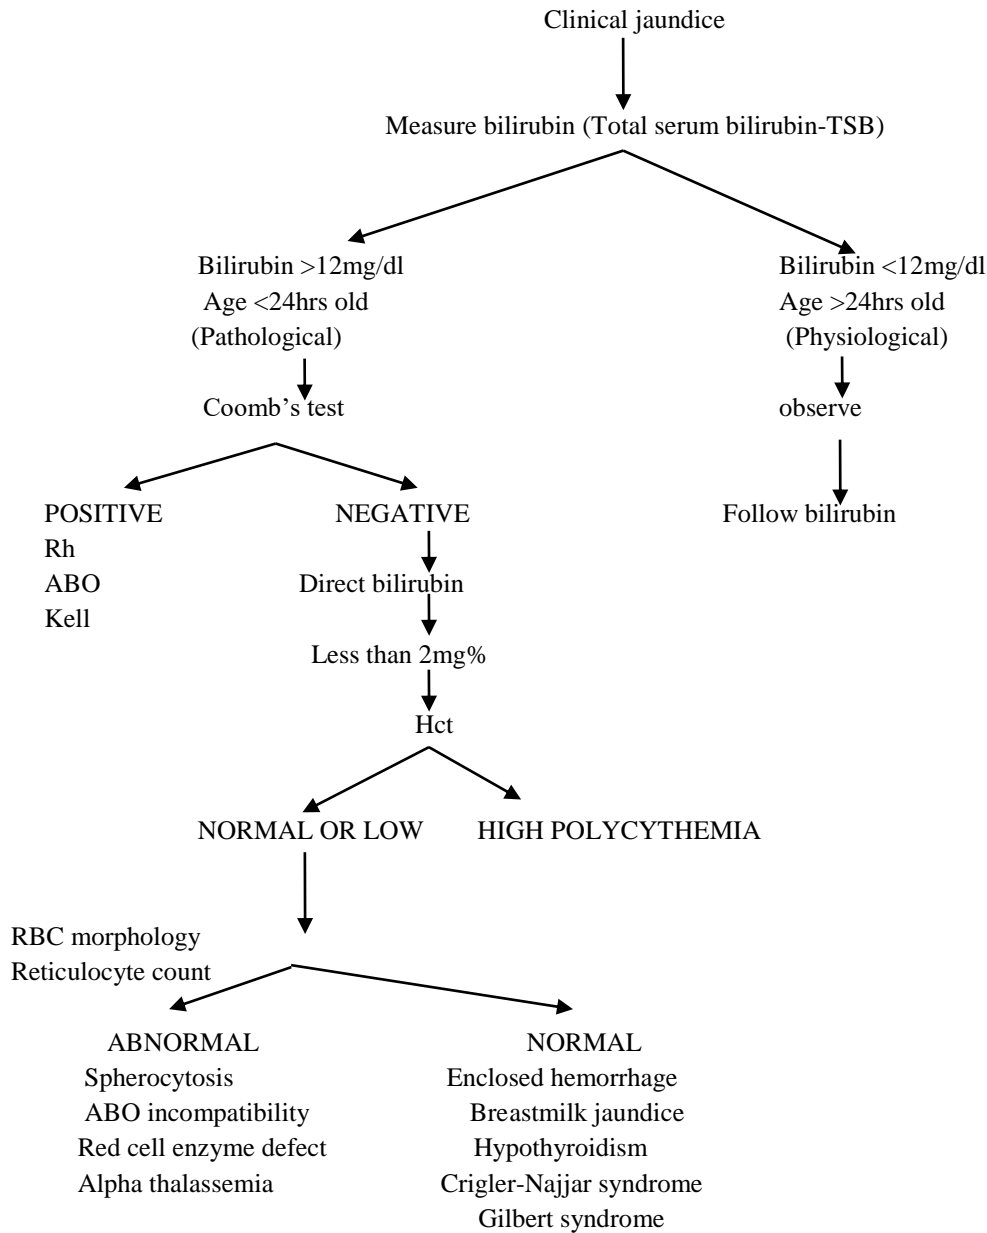 Clinical jaundice
Measure bilirubin (Total serum bilirubin-TSB)
Bilirubin >12mg/dl
Age <24hrs old
(Pathological)
Bilirubin <12mg/dl
Age >24hrs old
(Physiological)
Coomb’s test
observe
POSITIVE
Rh
ABO
Kell
NEGATIVE
Follow bilirubin
Direct bilirubin
Less than 2mg%
Hct
NORMAL OR LOW
HIGH POLYCYTHEMIA
RBC morphology
Reticulocyte count
ABNORMAL
Spherocytosis
ABO incompatibility
Red cell enzyme defect
Alpha thalassemia
NORMAL
Enclosed hemorrhage
Breastmilk jaundice
Hypothyroidism
Crigler-Najjar syndrome
Gilbert syndrome